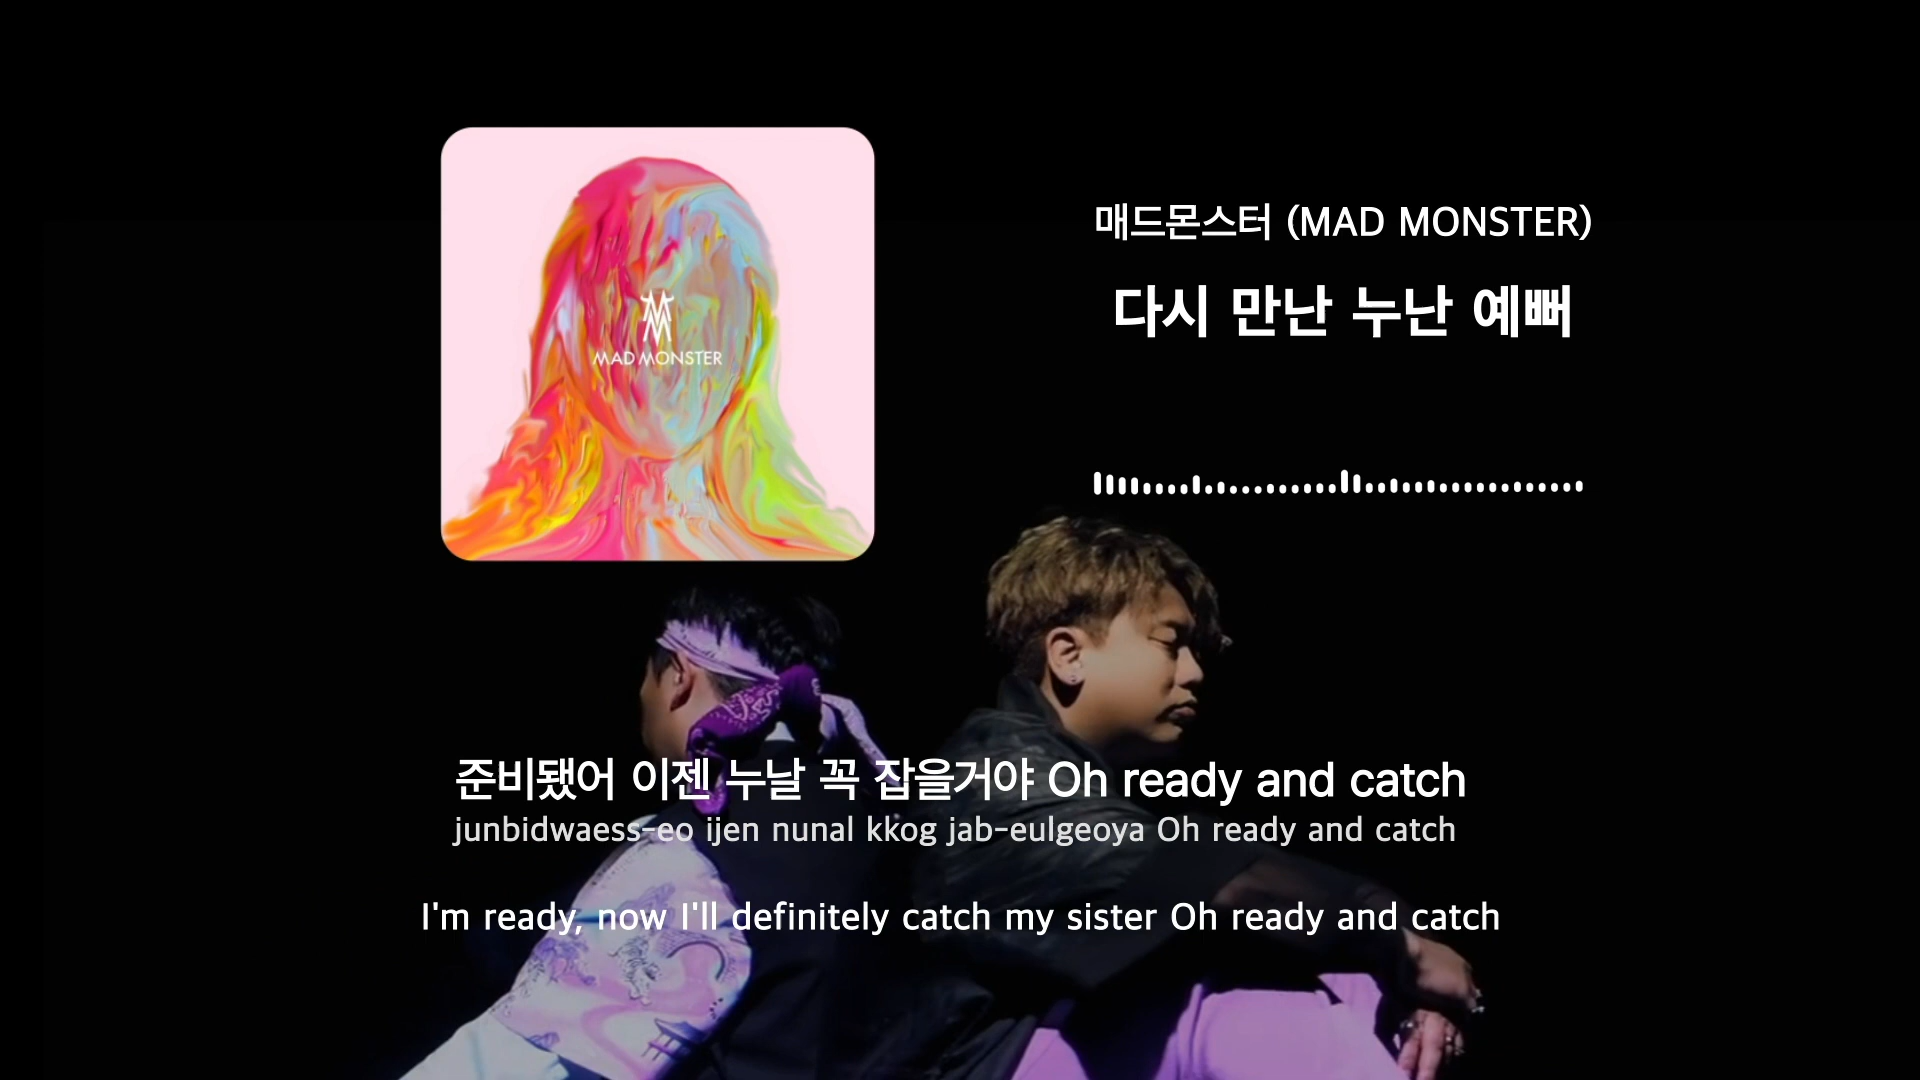 MAD MONSTER
매드몬스터 (MAD MONSTER)
다시 만난 누난 예뻐
준비됐어 이젠 누날 꼭 잡을거야 Oh ready and catch
junbidwaess-eo ijen nunal kkog jab-eulgeoya Oh ready and catch
I'm ready, now I'll definitely catch my sister Oh ready and catch